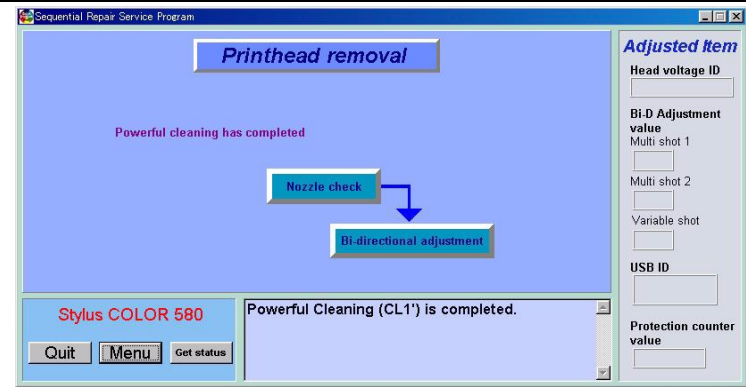 Sequential Repair Service Program
Printhead removal
Powerful cleaning has completed
Nozzle check
Bi-directional adjustment
Adjusted Item
Head voltage ID
Bi-D Adjustment
value
Multi shot 1
Multi shot 2
Variable shot
USB ID
Protection counter
value
Stylus COLOR 580
Quit
Menu
Get status
Powerful Cleaning (CL1') is completed.